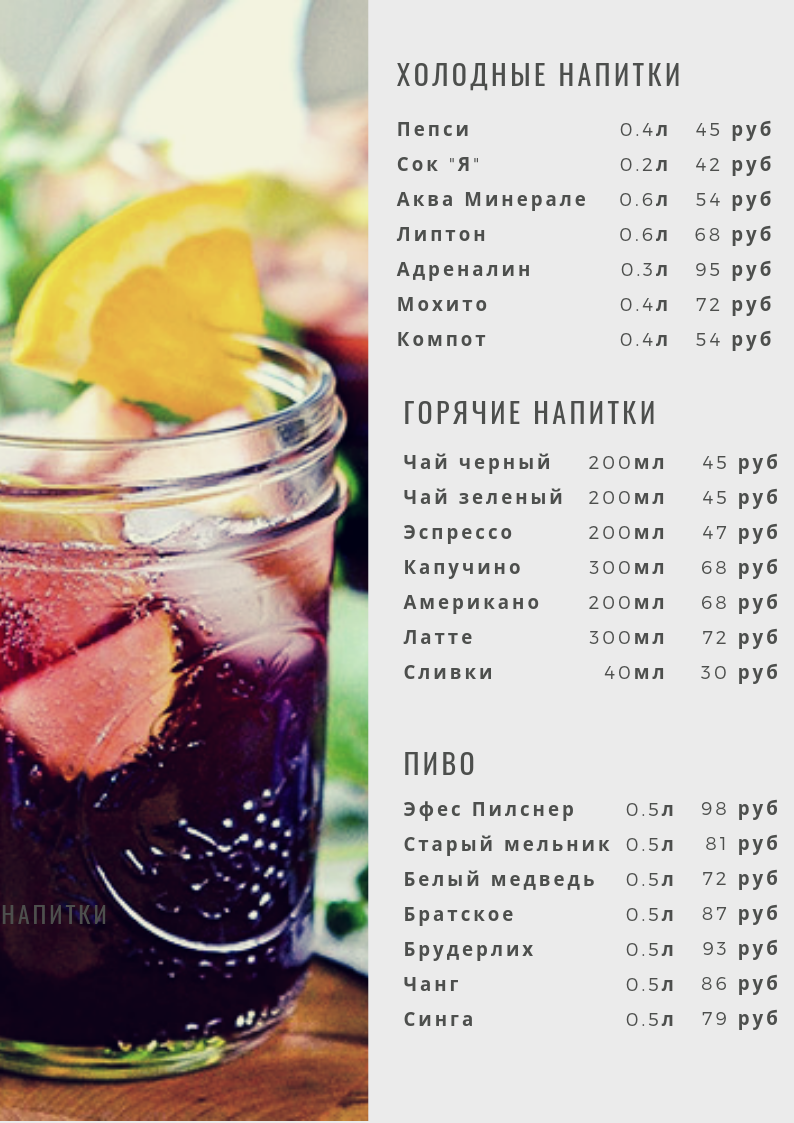 ХОЛОДНЫЕ НАПИТКИ
Пепси 0.4л 45 руб
Сок "Я" 0.2л 42 руб
Аква Минерале 0.6л 54 руб
Липтон 0.6л 68 руб
Адреналин 0.3л 95 руб
Мохито 0.4л 72 руб
Компот 0.4л 54 руб
ГОРЯЧИЕ НАПИТКИ
Чай черный 200мл 45 руб
Чай зеленый 200мл 45 руб
Эспрессо 200мл 47 руб
Капучино 300мл 68 руб
Американо 200мл 68 руб
Латте 300мл 72 руб
Сливки 40мл 30 руб
ПИВО
Эфес Пилснер 0.5л 98 руб
Старый мельник 0.5л 81 руб
Белый медведь 0.5л 72 руб
Братское 0.5л 87 руб
Брудерлих 0.5л 93 руб
Чанг 0.5л 86 руб
Синга 0.5л 79 руб
НАПИТКИ